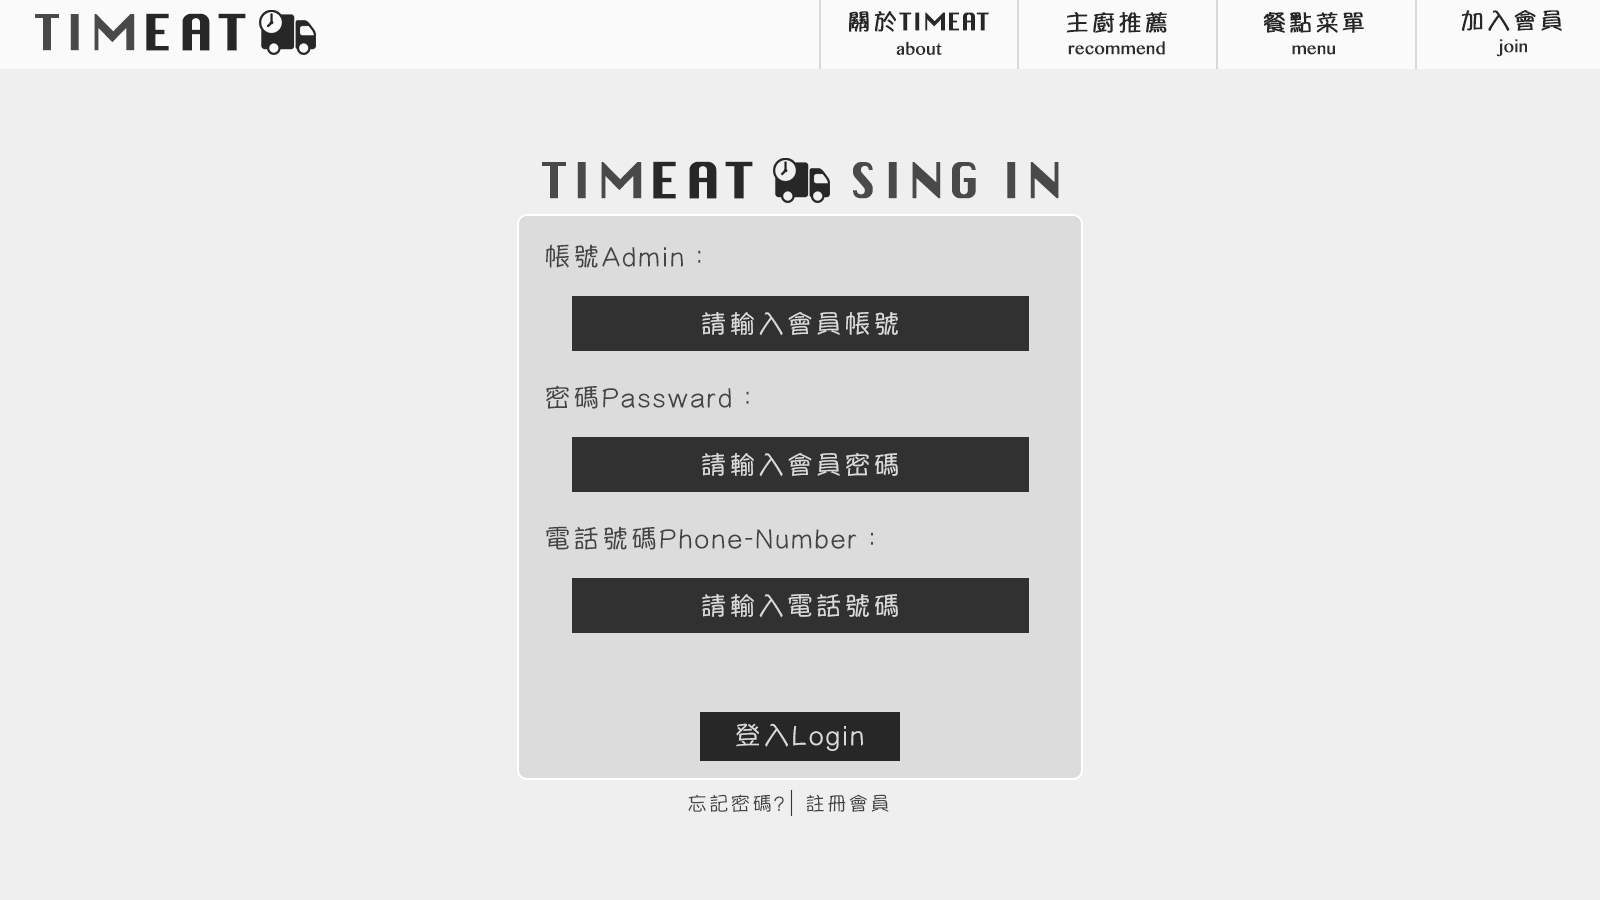 TIMEAT
關於TIMEAT
about
主廚推薦
recommend
餐點菜單
menu
加入會員
join
TIMEAT SING IN
帳號Admin：
請輸入會員帳號
密碼Passward：
請輸入會員密碼
電話號碼Phone-Number：
請輸入電話號碼
登入Login
忘記密碼?│ 註冊會員